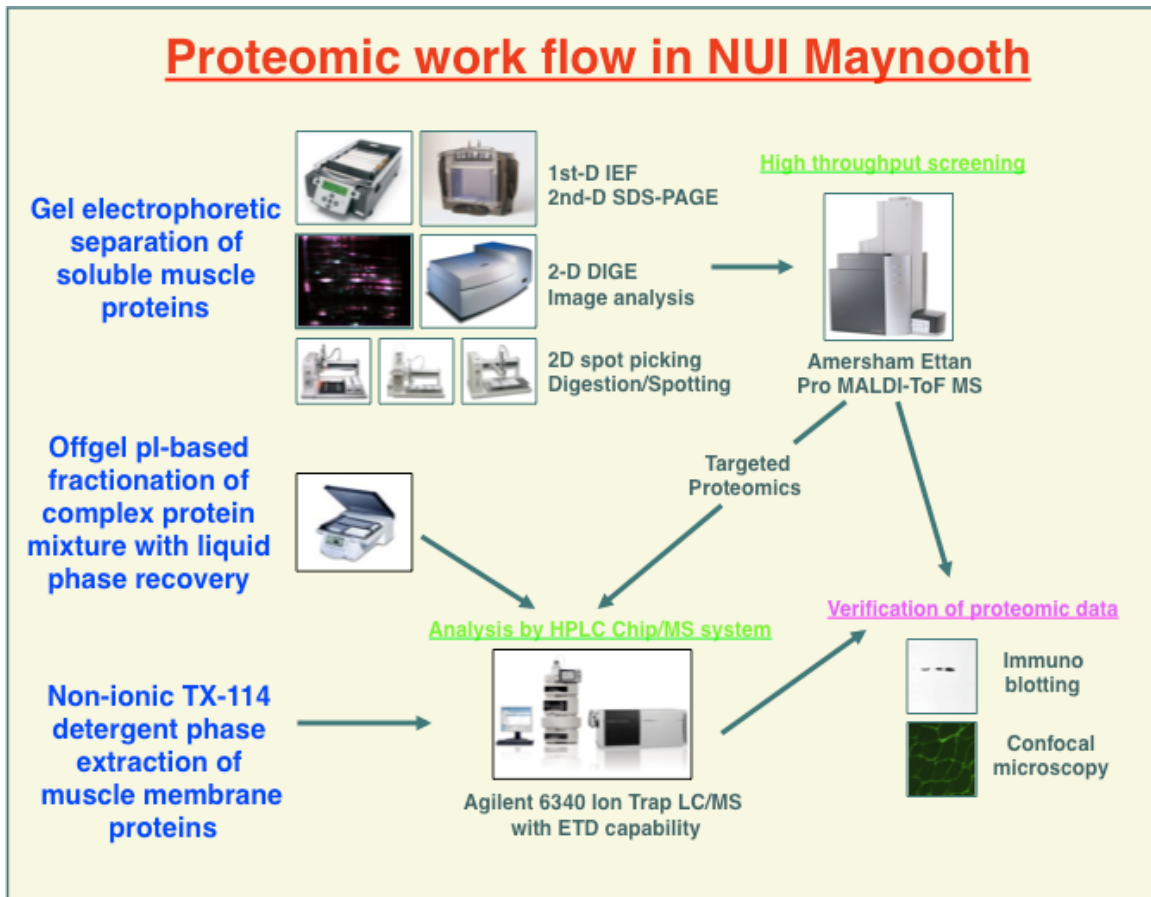 Proteomic work flow in NUI Maynooth
Gel electrophoretic
separation of
soluble muscle
proteins
1st-D IEF
2nd-D SDS-PAGE
2-D DIGE
Image analysis
2D spot picking
Digestion/Spotting
High throughput screening
Amersham Ettan
Pro MALDI-ToF MS
Offgel pI-based
fractionation of
complex protein
mixture with liquid
phase recovery
Targeted
Proteomics
Analysis by HPLC Chip/MS system
Non-ionic TX-114
detergent phase
extraction of
muscle membrane
proteins
Agilent 6340 Ion Trap LC/MS
with ETD capability
Verification of proteomic data
Immuno
blotting
Confocal
microscopy